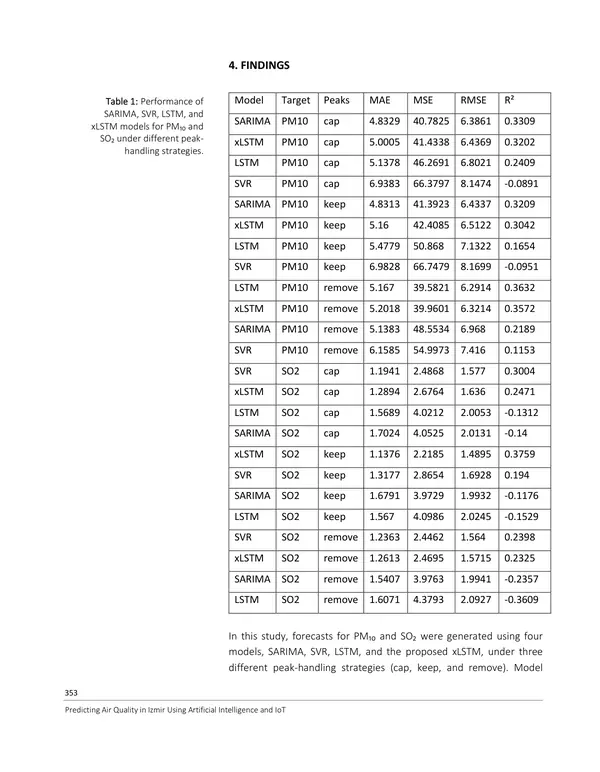 4. FINDINGS
Table 1: Performance of
SARIMA, SVR, LSTM, and
xLSTM models for PM₁₀ and
SO₂ under different peak-
handling strategies.
Model Target Peaks MAE MSE RMSE R²
SARIMA PM10 cap 4.8329 40.7825 6.3861 0.3309
xLSTM PM10 cap 5.0005 41.4338 6.4369 0.3202
LSTM PM10 cap 5.1378 46.2691 6.8021 0.2409
SVR PM10 cap 6.9383 66.3797 8.1474 -0.0891
SARIMA PM10 keep 4.8313 41.3923 6.4337 0.3209
xLSTM PM10 keep 5.16 42.4085 6.5122 0.3042
LSTM PM10 keep 5.4779 50.868 7.1322 0.1654
SVR PM10 keep 6.9828 66.7479 8.1699 -0.0951
LSTM PM10 remove 5.167 39.5821 6.2914 0.3632
xLSTM PM10 remove 5.2018 39.9601 6.3214 0.3572
SARIMA PM10 remove 5.1383 48.5534 6.968 0.2189
SVR PM10 remove 6.1585 54.9973 7.416 0.1153
SVR SO2 cap 1.1941 2.4868 1.577 0.3004
xLSTM SO2 cap 1.2894 2.6764 1.636 0.2471
LSTM SO2 cap 1.5689 4.0212 2.0053 -0.1312
SARIMA SO2 cap 1.7024 4.0525 2.0131 -0.14
xLSTM SO2 keep 1.1376 2.2185 1.4895 0.3759
SVR SO2 keep 1.3177 2.8654 1.6928 0.194
SARIMA SO2 keep 1.6791 3.9729 1.9932 -0.1176
LSTM SO2 keep 1.567 4.0986 2.0245 -0.1529
SVR SO2 remove 1.2363 2.4462 1.564 0.2398
xLSTM SO2 remove 1.2613 2.4695 1.5715 0.2325
SARIMA SO2 remove 1.5407 3.9763 1.9941 -0.2357
LSTM SO2 remove 1.6071 4.3793 2.0927 -0.3609
In this study, forecasts for PM₁₀ and SO₂ were generated using four
models, SARIMA, SVR, LSTM, and the proposed xLSTM, under three
different peak-handling strategies (cap, keep, and remove). Model
353
Predicting Air Quality in Izmir Using Artificial Intelligence and IoT